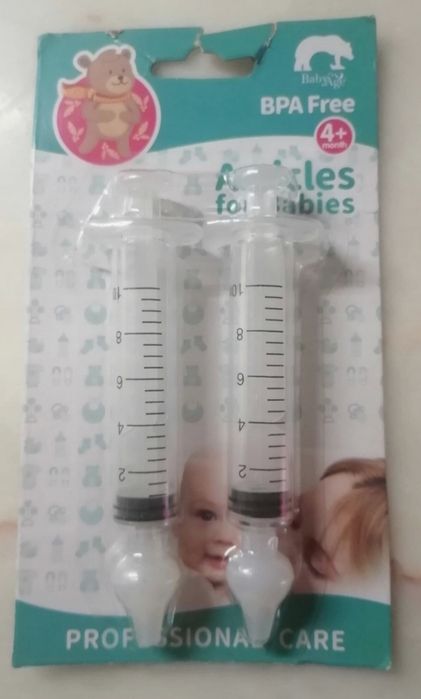 Baby Age
BPA Free
4+
month
Articles
for Babies
10
8
6
4
2
10
8
6
4
2
PROFESSIONAL CARE